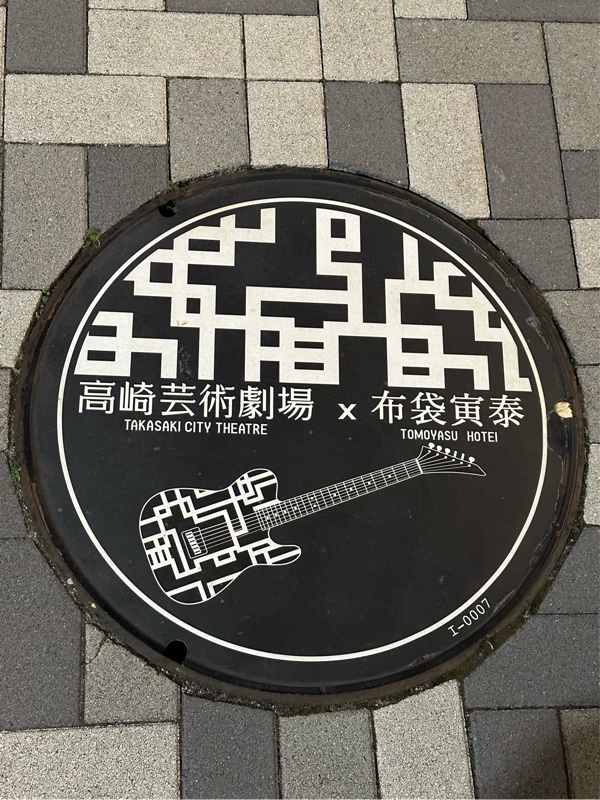 高崎芸術劇場 x 布袋寅泰
TAKASAKI CITY THEATRE TOMOYASU HOTEI
I-0007